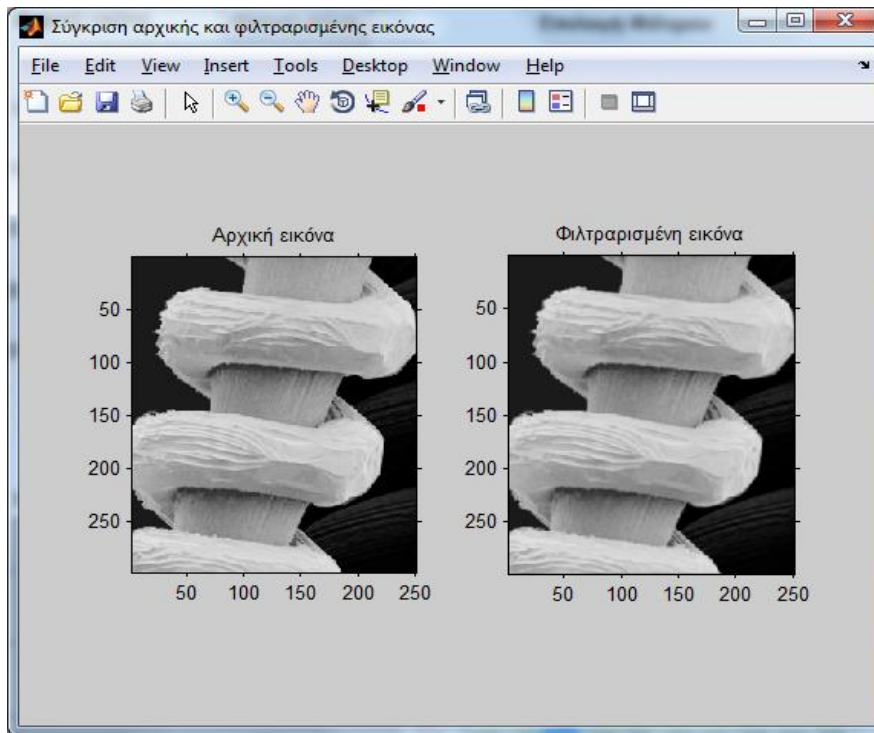 Σύγκριση αρχικής και φιλτραρισμένης εικόνας
File Edit View Insert Tools Desktop Window Help
Αρχική εικόνα
50
100
150
200
250
50 100 150 200 250
Φιλτραρισμένη εικόνα
50
100
150
200
250
50 100 150 200 250